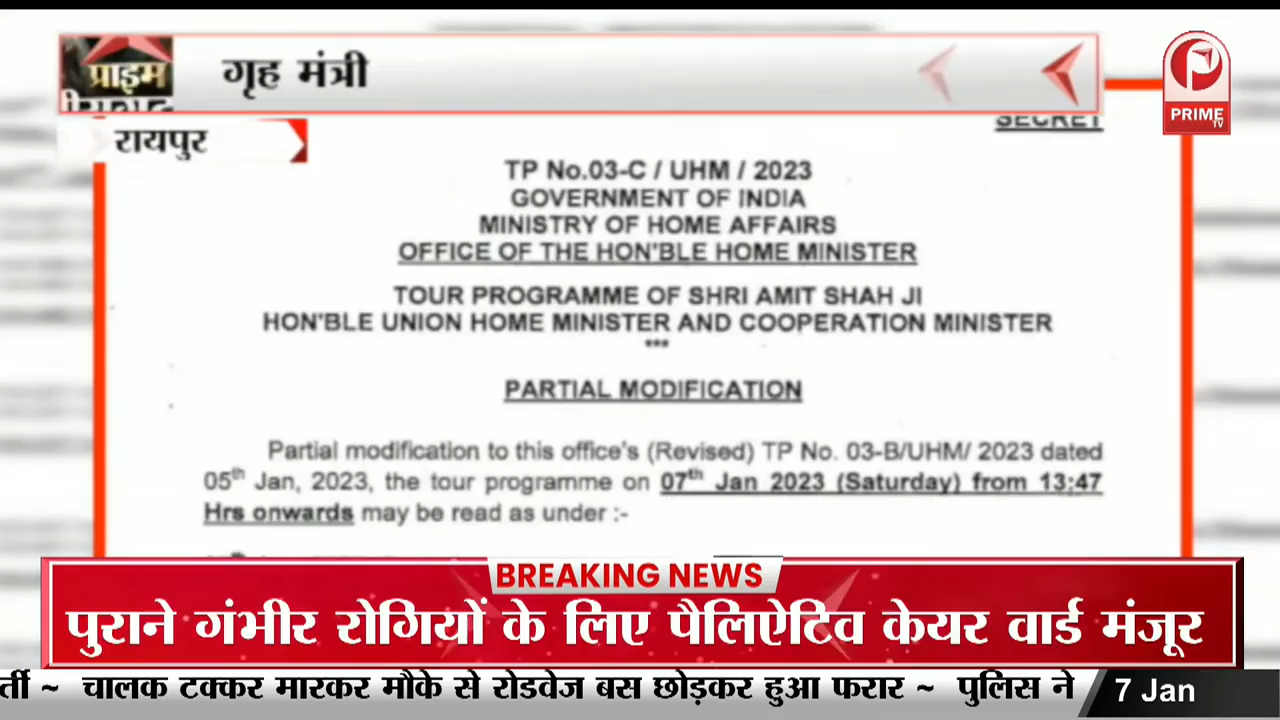 प्राइम
गृह मंत्री
PRIME
TV
रायपुर
SECRET
TP No.03-C / UHM / 2023
GOVERNMENT OF INDIA
MINISTRY OF HOME AFFAIRS
OFFICE OF THE HON'BLE HOME MINISTER
TOUR PROGRAMME OF SHRI AMIT SHAH JI
HON'BLE UNION HOME MINISTER AND COOPERATION MINISTER
***
PARTIAL MODIFICATION
Partial modification to this office's (Revised) TP No. 03-B/UHM/ 2023 dated
05th Jan, 2023, the tour programme on 07th Jan 2023 (Saturday) from 13:47
Hrs onwards may be read as under :-
BREAKING NEWS
पुराने गंभीर रोगियों के लिए पैलिऐटिव केयर वार्ड मंजूर
र्ती ~ चालक टक्कर मारकर मौके से रोडवेज बस छोड़कर हुआ फरार ~ पुलिस ने
7 Jan